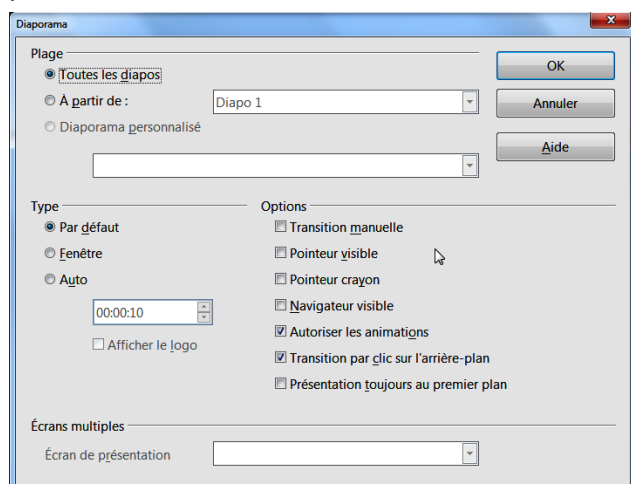 Diaporama
Plage
Toutes les diapos
OK
À partir de :
Diapo 1
Annuler
Diaporama personnalisé
Aide
Type
Options
Par défaut
Transition manuelle
Fenêtre
Pointeur visible
Auto
Pointeur crayon
00:00:10
Navigateur visible
Afficher le logo
Autoriser les animations
Transition par clic sur l'arrière-plan
Présentation toujours au premier plan
Écrans multiples
Écran de présentation